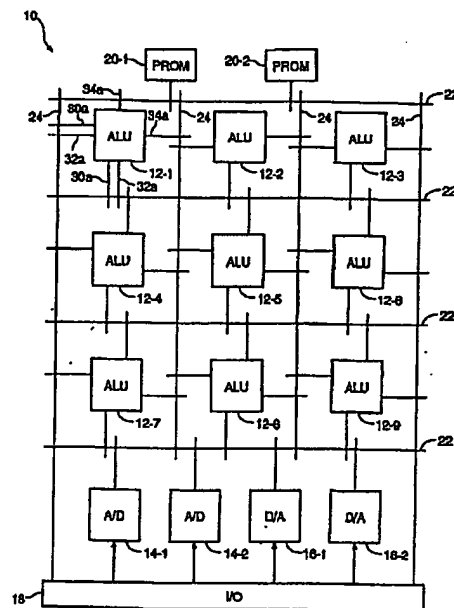 10
20-1 PROM 20-2 PROM
34a 22
24 30a 24 24 24
ALU 34a ALU ALU
32a 12-1 12-2 12-3
30a 32a
22
ALU ALU ALU
12-4 12-5 12-6
22
ALU ALU ALU
12-7 12-8 12-9
22
A/D A/D D/A D/A
14-1 14-2 16-1 16-2
18 I/O